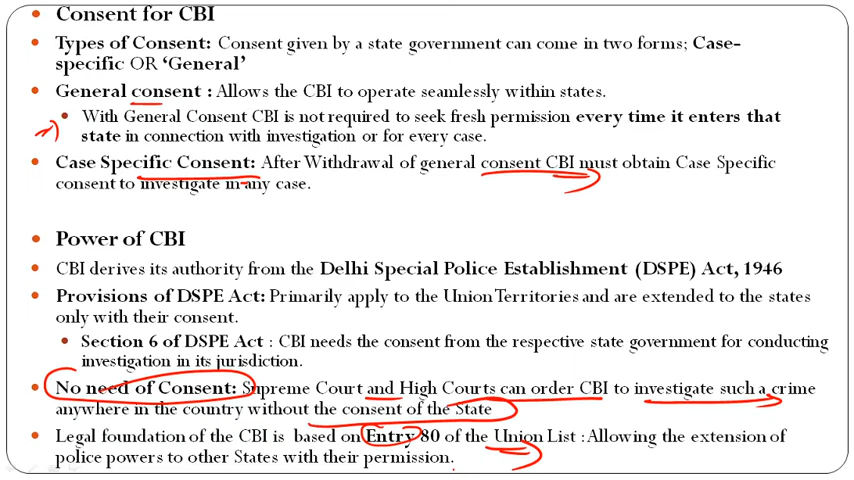 Consent for CBI
Types of Consent: Consent given by a state government can come in two forms; Case-
specific OR ‘General’
General consent : Allows the CBI to operate seamlessly within states.
With General Consent CBI is not required to seek fresh permission every time it enters that
state in connection with investigation or for every case.
Case Specific Consent: After Withdrawal of general consent CBI must obtain Case Specific
consent to investigate in any case.
Power of CBI
CBI derives its authority from the Delhi Special Police Establishment (DSPE) Act, 1946
Provisions of DSPE Act: Primarily apply to the Union Territories and are extended to the states
only with their consent.
Section 6 of DSPE Act : CBI needs the consent from the respective state government for conducting
investigation in its jurisdiction.
No need of Consent: Supreme Court and High Courts can order CBI to investigate such a crime
anywhere in the country without the consent of the State
Legal foundation of the CBI is based on Entry 80 of the Union List : Allowing the extension of
police powers to other States with their permission.